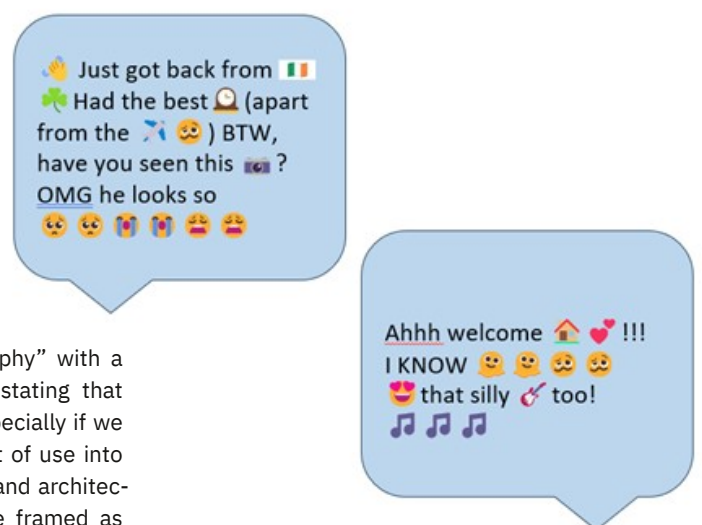 👋 Just got back from 🇮🇪
☘️ Had the best 🕰️ (apart
from the ✈️ 🥴 ) BTW,
have you seen this 📷 ?
OMG he looks so
🥺 🥺 😭 😭 😫 😫
Ahhh welcome 🏠 💕 !!!
I KNOW 🫠 🫠 🥴 🥴
😍 that silly 🎸 too!
🎵 🎵 🎵
phy” with a
stating that
pecially if we
t of use into
and architec-
e framed as